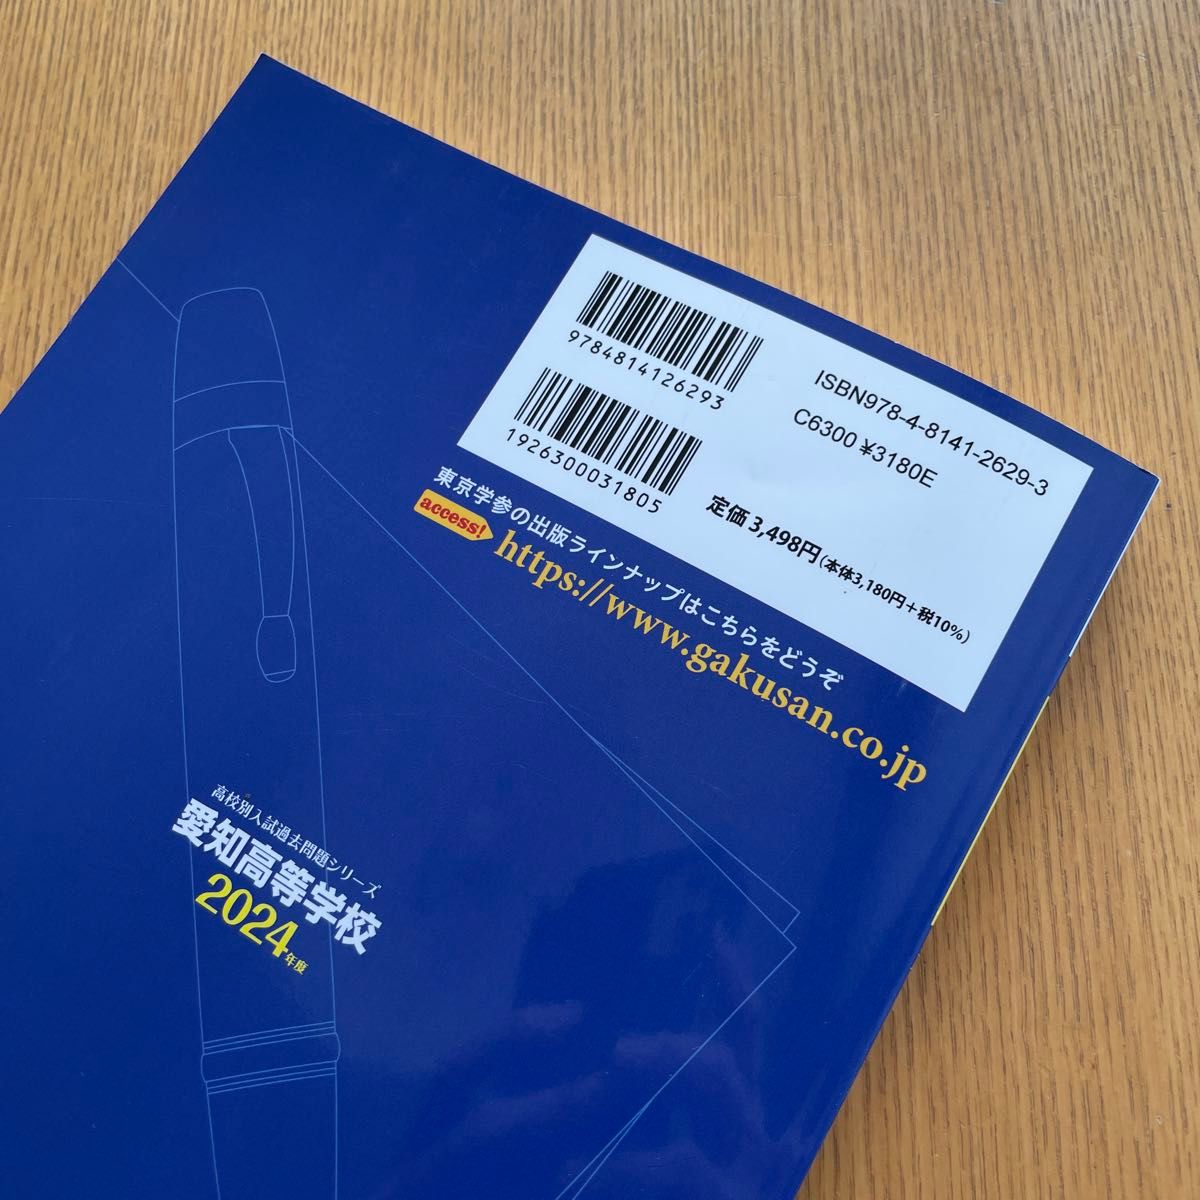 9784814126293
ISBN978-4-8141-2629-3
C6300 ¥3180E
1926300031805
定価 3,498円(本体3,180円+税10%)
東京学参の出版ラインナップはこちらをどうぞ
access!
https://www.gakusan.co.jp
高校別入試過去問題シリーズ
愛知高等学校
2024年度